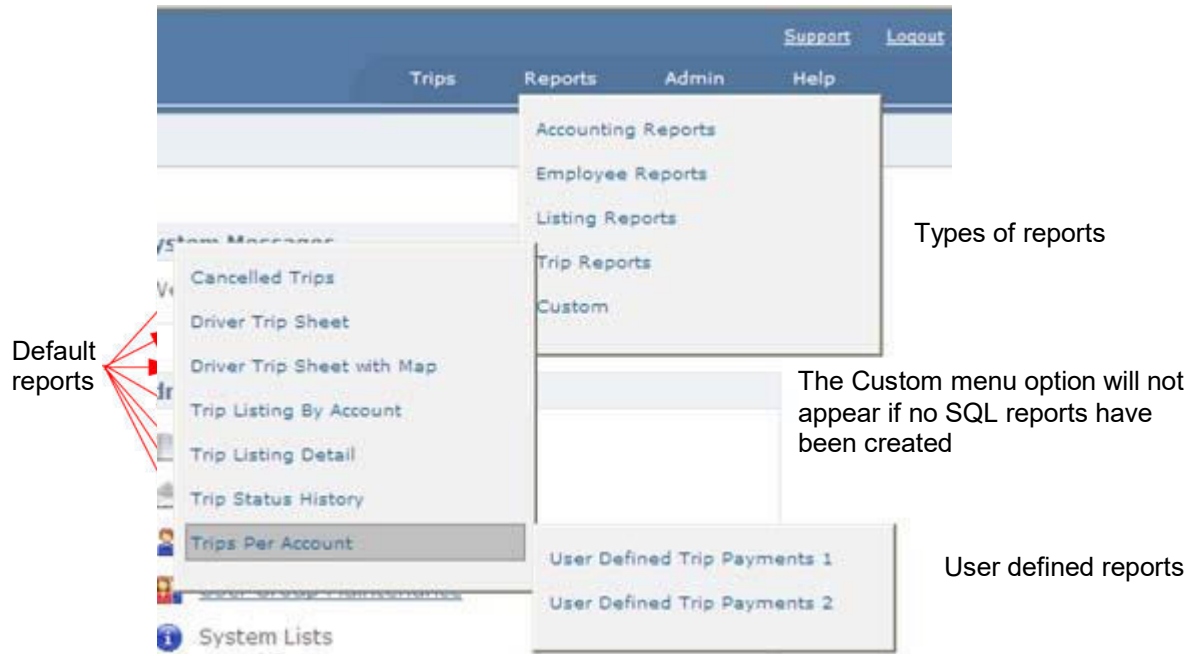 Support Logout
Trips Reports Admin Help
Accounting Reports
Employee Reports
Listing Reports
Trip Reports
Custom
Types of reports
System Messages
Cancelled Trips
Driver Trip Sheet
Driver Trip Sheet with Map
Trip Listing By Account
Trip Listing Detail
Trip Status History
Trips Per Account
Default
reports
The Custom menu option will not
appear if no SQL reports have
been created
User Defined Trip Payments 1
User Defined Trip Payments 2
User defined reports
System Lists